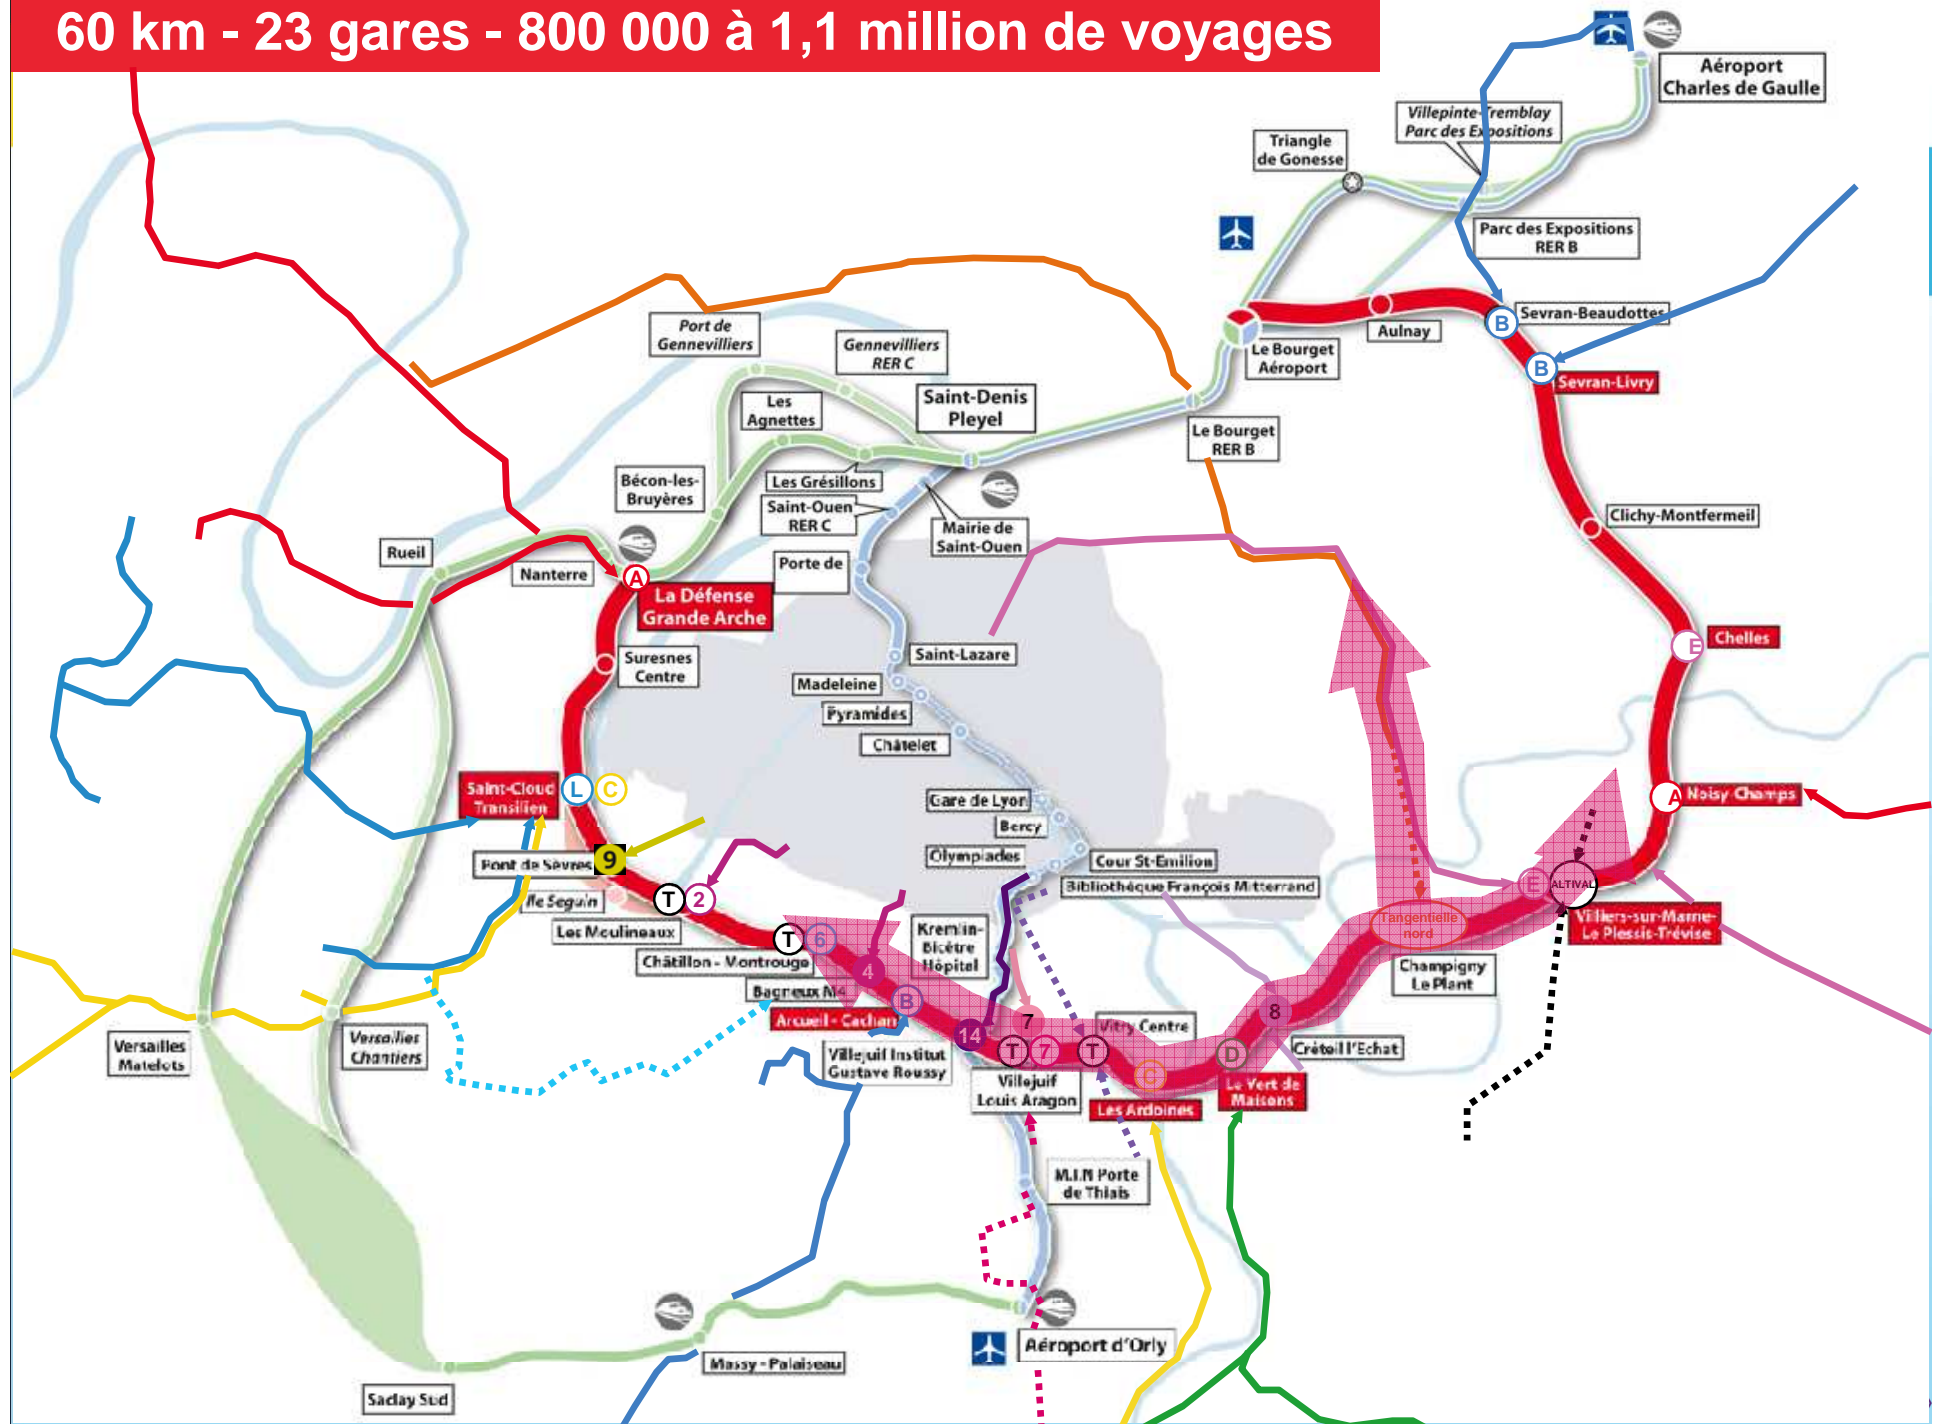 60 km - 23 gares - 800 000 à 1,1 million de voyages
Aéroport
Charles de Gaulle
Villepinte-Tremblay
Parc des Expositions
Triangle
de Gonesse
Parc des Expositions
RER B
Sevran-Beaudottes
B
Aulnay
Le Bourget
Aéroport
B
Sevran-Livry
Port de
Gennevilliers
Gennevilliers
RER C
Saint-Denis
Pleyel
Les
Agnettes
Le Bourget
RER B
Bécon-les-
Bruyères
Les Grésillons
Saint-Ouen
RER C
Mairie de
Saint-Ouen
Clichy-Montfermeil
Rueil
Nanterre
Porte de
A
La Défense
Grande Arche
Suresnes
Centre
Saint-Lazare
E
Chelles
Madeleine
Pyramides
Châtelet
Saint-Cloud
Transilien
L
C
Gare de Lyon
Bercy
A
Noisy Champs
Olympiades
Cour St-Emilion
Bibliothèque François Mitterrand
Pont de Sèvres
9
Ile Seguin
T
2
E
ALTIVAL
Les Moulineaux
Tangentielle
nord
Villiers-sur-Marne-
Le Plessis-Trévise
T
6
Kremlin-
Bicêtre
Hôpital
Châtillon - Montrouge
4
Champigny
Le Plant
Bagneux M4
B
Arcueil - Cachan
14
7
8
Vitry Centre
Versailles
Matelots
Versailles
Chantiers
Villejuif Institut
Gustave Roussy
T
7
T
D
Créteil l'Echat
Villejuif
Louis Aragon
C
Les Ardoines
Le Vert de
Maisons
M.I.N Porte
de Thiais
Aéroport d'Orly
Massy - Palaiseau
Saclay Sud